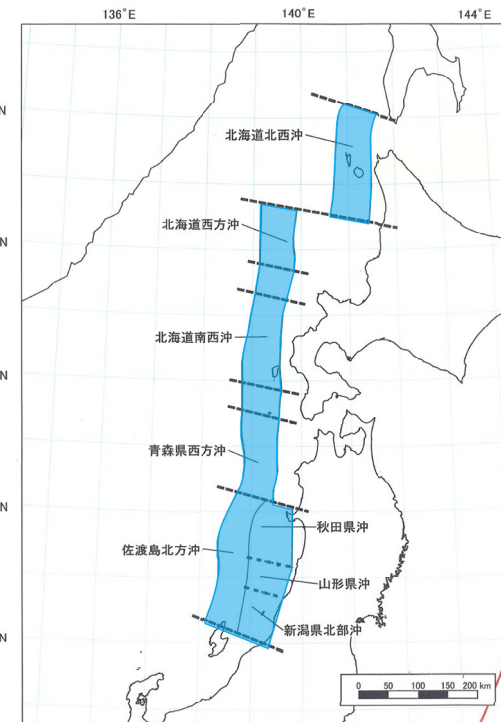 136°E
140°E
144°E
N
北海道北西沖
北海道西方沖
N
北海道南西沖
N
青森県西方沖
N
秋田県沖
佐渡島北方沖
山形県沖
新潟県北部沖
N
0 50 100 150 200 km